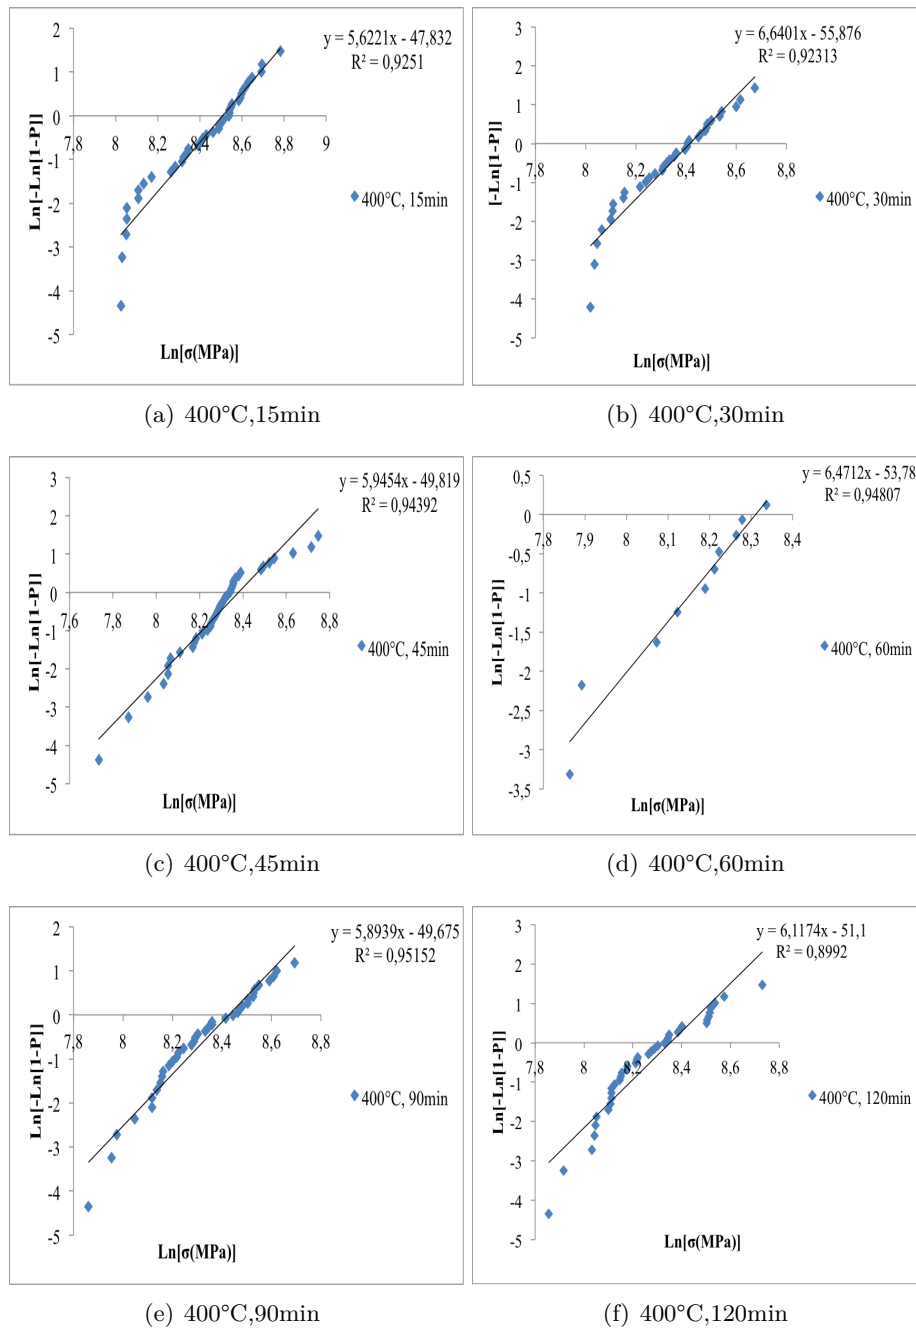 2
1
0
7,8 8 8,2 8,4 8,6 8,8 9
-1
-2
-3
-4
-5
Ln[-Ln[1-P]]
y = 5,6221x - 47,832
R² = 0,9251
400°C, 15min
Ln[σ(MPa)]
(a) 400°C,15min
3
2
1
0
7,8 8 8,2 8,4 8,6 8,8
-1
-2
-3
-4
-5
[-Ln[1-P]]
y = 6,6401x - 55,876
R² = 0,92313
400°C, 30min
Ln[σ(MPa)]
(b) 400°C,30min
3
2
1
0
7,6 7,8 8 8,2 8,4 8,6 8,8
-1
-2
-3
-4
-5
Ln[-Ln[1-P]]
y = 5,9454x - 49,819
R² = 0,94392
400°C, 45min
Ln[σ(MPa)]
(c) 400°C,45min
0,5
0
7,8 7,9 8 8,1 8,2 8,3 8,4
-0,5
-1
-1,5
-2
-2,5
-3
-3,5
Ln[-Ln[1-P]]
y = 6,4712x - 53,78
R² = 0,94807
400°C, 60min
Ln[σ(MPa)]
(d) 400°C,60min
2
1
0
7,8 8 8,2 8,4 8,6 8,8
-1
-2
-3
-4
-5
Ln[-Ln[1-P]]
y = 5,8939x - 49,675
R² = 0,95152
400°C, 90min
Ln[σ(MPa)]
(e) 400°C,90min
3
2
1
0
7,8 8 8,2 8,4 8,6 8,8
-1
-2
-3
-4
-5
Ln[-Ln[1-P]]
y = 6,1174x - 51,1
R² = 0,8992
400°C, 120min
Ln[σ(MPa)]
(f) 400°C,120min